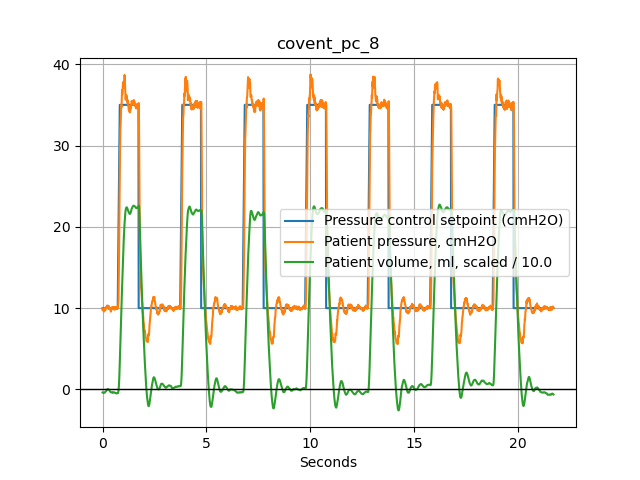 covent_pc_8
40
30
20
10
0
Pressure control setpoint (cmH2O)
Patient pressure, cmH2O
Patient volume, ml, scaled / 10.0
0 5 10 15 20
Seconds